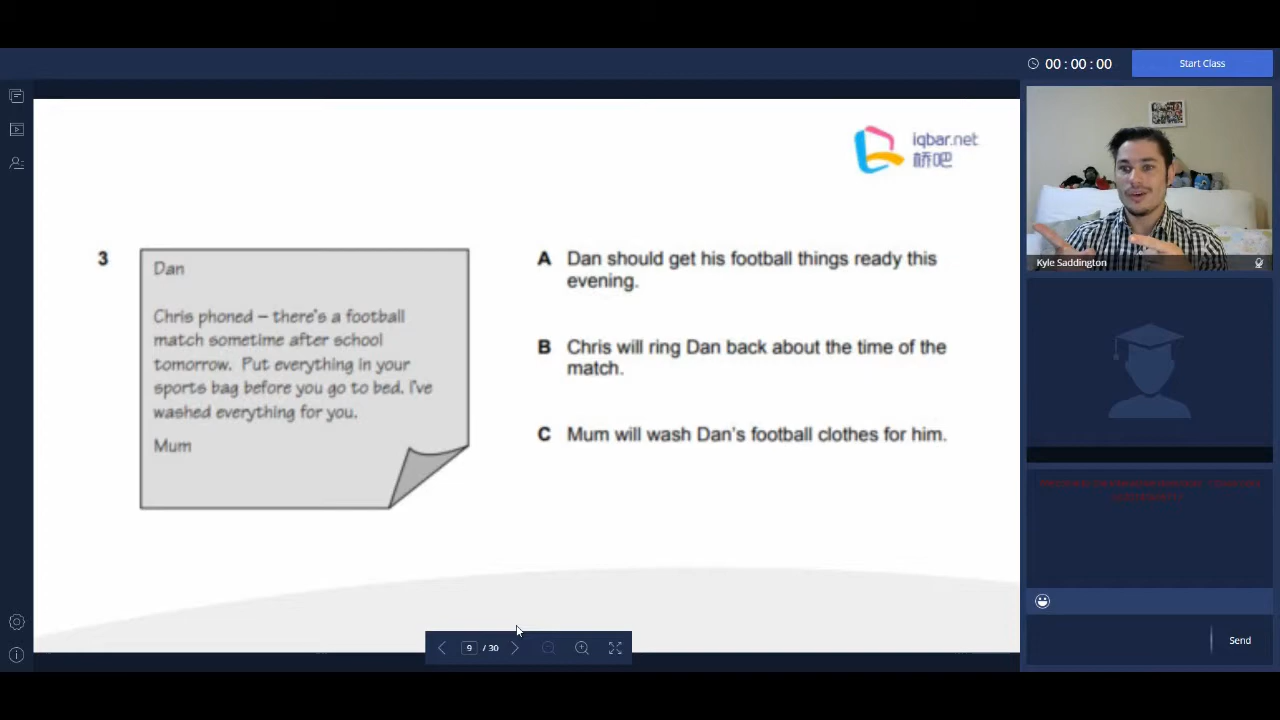 00 : 00 : 00
Start Class
iqbar.net
桥吧
3
Dan
Chris phoned – there's a football
match sometime after school
tomorrow. Put everything in your
sports bag before you go to bed. I've
washed everything for you.
Mum
A Dan should get his football things ready this
evening.
B Chris will ring Dan back about the time of the
match.
C Mum will wash Dan's football clothes for him.
Kyle Saddington
9 / 30
Send